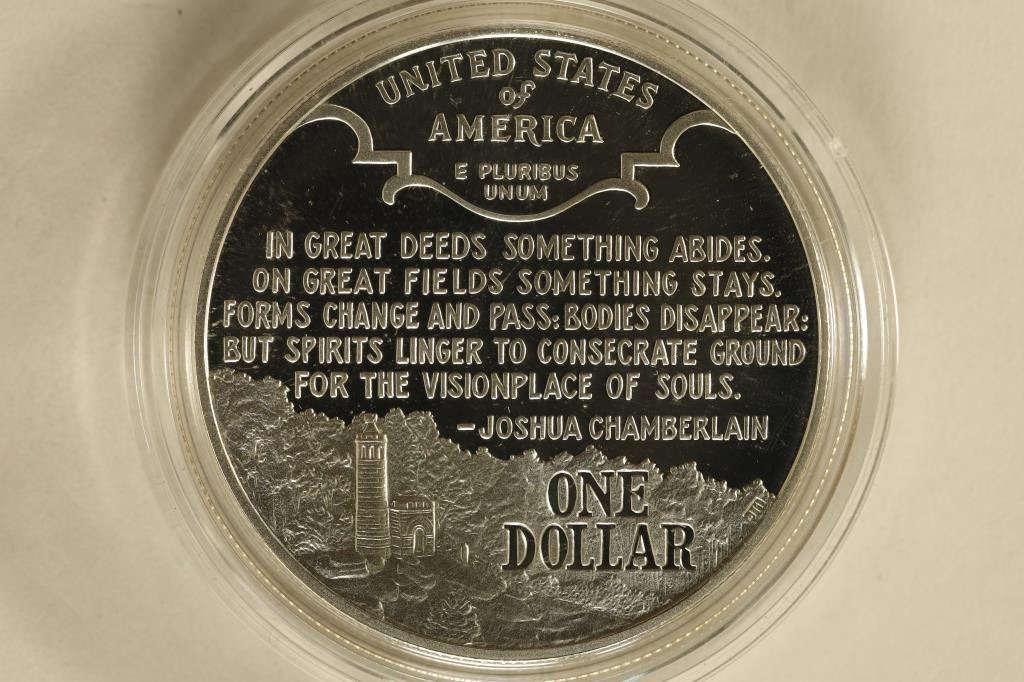 UNITED STATES
of
AMERICA
E PLURIBUS
UNUM
IN GREAT DEEDS SOMETHING ABIDES.
ON GREAT FIELDS SOMETHING STAYS.
FORMS CHANGE AND PASS: BODIES DISAPPEAR:
BUT SPIRITS LINGER TO CONSECRATE GROUND
FOR THE VISIONPLACE OF SOULS.
–JOSHUA CHAMBERLAIN
ONE
DOLLAR